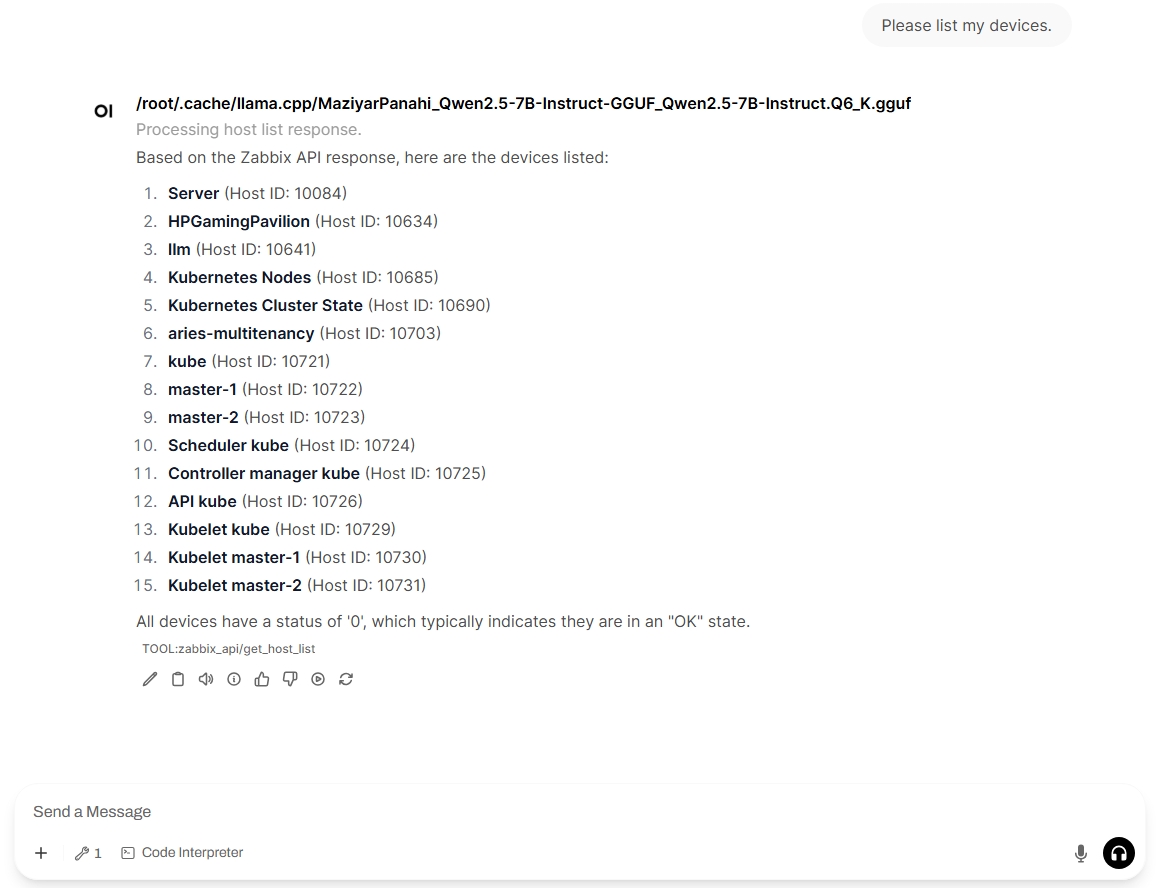 Please list my devices.
OI
/root/.cache/llama.cpp/MaziyarPanahi_Qwen2.5-7B-Instruct-GGUF_Qwen2.5-7B-Instruct.Q6_K.gguf
Processing host list response.
Based on the Zabbix API response, here are the devices listed:
1. Server (Host ID: 10084)
2. HPGamingPavilion (Host ID: 10634)
3. llm (Host ID: 10641)
4. Kubernetes Nodes (Host ID: 10685)
5. Kubernetes Cluster State (Host ID: 10690)
6. aries-multitenancy (Host ID: 10703)
7. kube (Host ID: 10721)
8. master-1 (Host ID: 10722)
9. master-2 (Host ID: 10723)
10. Scheduler kube (Host ID: 10724)
11. Controller manager kube (Host ID: 10725)
12. API kube (Host ID: 10726)
13. Kubelet kube (Host ID: 10729)
14. Kubelet master-1 (Host ID: 10730)
15. Kubelet master-2 (Host ID: 10731)
All devices have a status of '0', which typically indicates they are in an "OK" state.
TOOL:zabbix_api/get_host_list
Send a Message
1 Code Interpreter